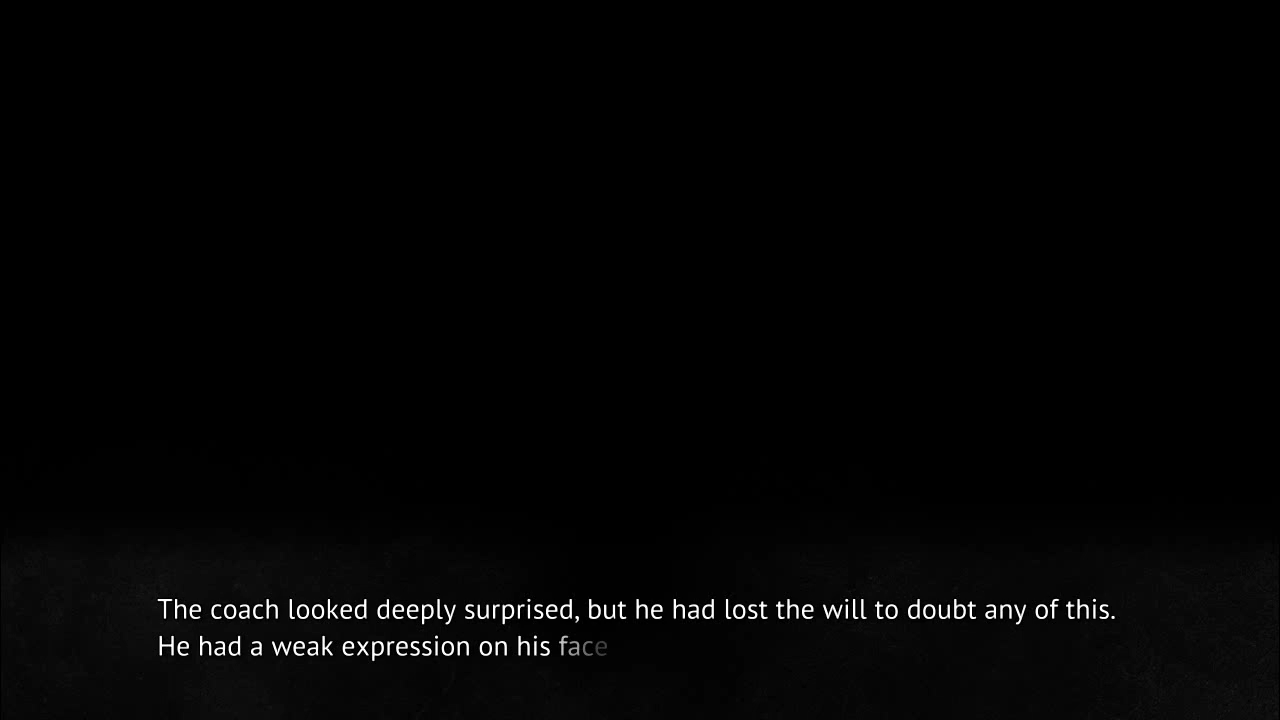 The coach looked deeply surprised, but he had lost the will to doubt any of this.
He had a weak expression on his face